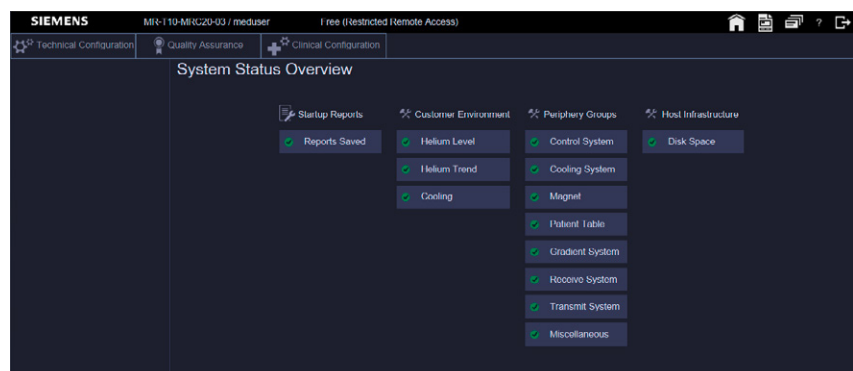 SIEMENS MR-T10-MRC20-03 / meduser Free (Restricted Remote Access) ?
Technical Configuration Quality Assurance Clinical Configuration
System Status Overview
Startup Reports Customer Environment Periphery Groups Host Infrastructure
Reports Saved Helium Level Control System Disk Space
Helium Trend Cooling System
Cooling Magnet
Patient Table
Gradient System
Receive System
Transmit System
Miscellaneous